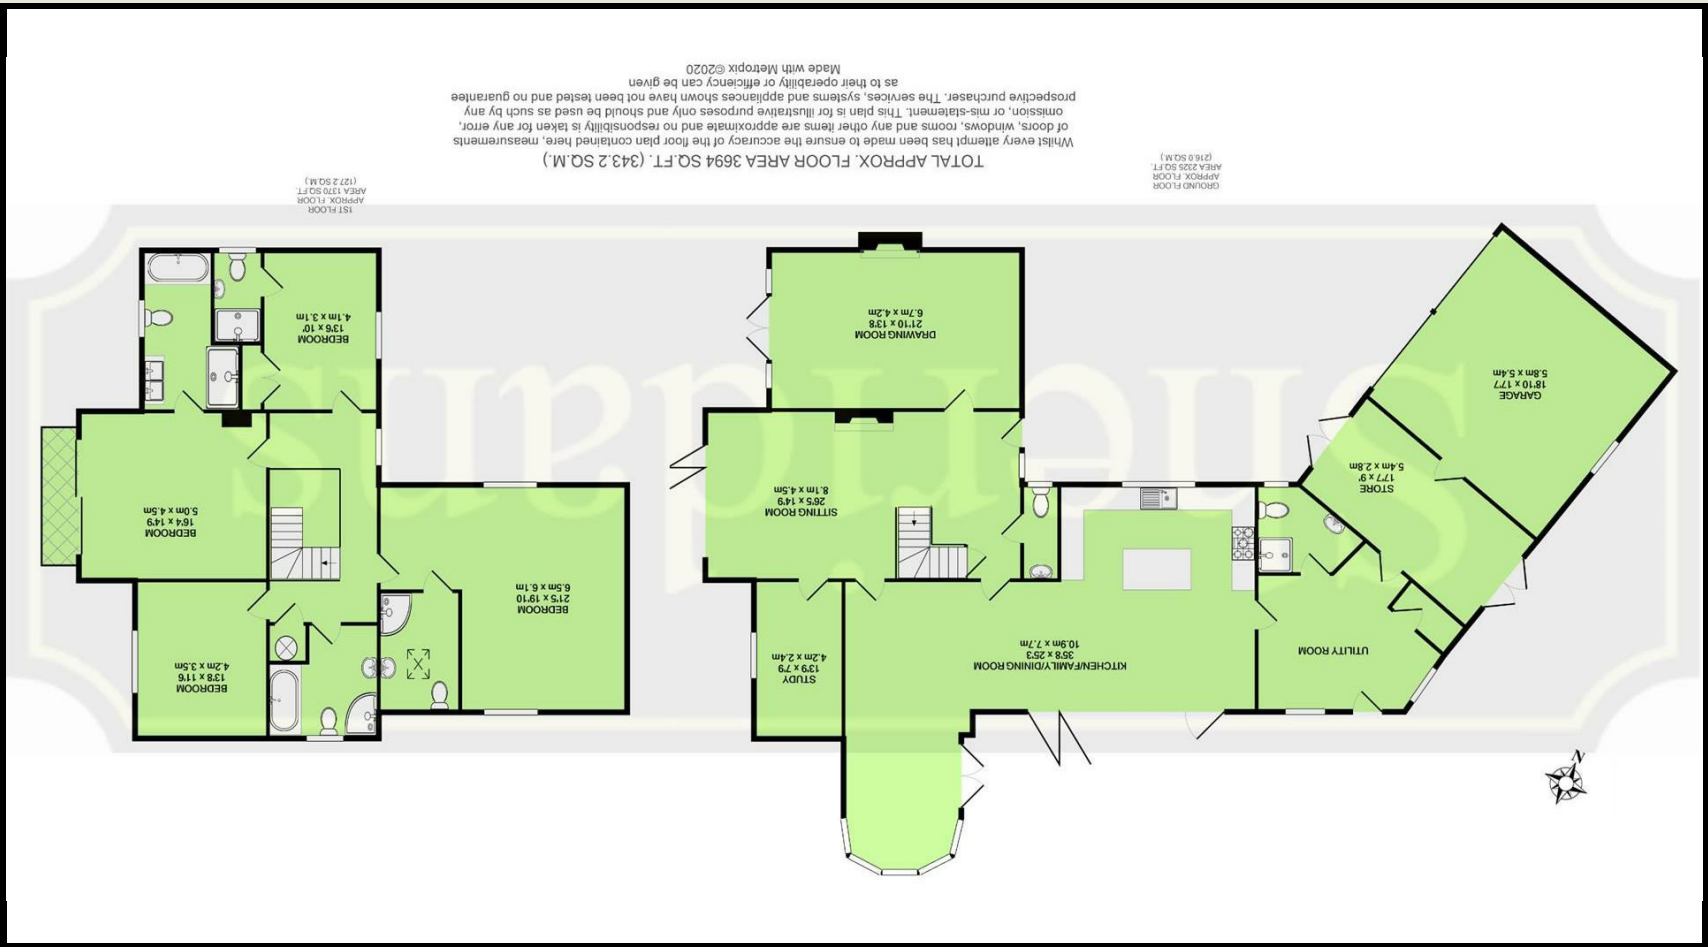 GARAGE
18'10 x 17'7
5.8m x 5.4m
STORE
17'7 x 9'
5.4m x 2.8m
UTILITY ROOM
KITCHEN/FAMILY/DINING ROOM
35'8 x 25'3
10.9m x 7.7m
STUDY
13'9 x 7'9
4.2m x 2.4m
SITTING ROOM
26'5 x 14'9
8.1m x 4.5m
DRAWING ROOM
21'10 x 13'8
6.7m x 4.2m
BEDROOM
21'5 x 19'10
6.5m x 6.1m
BEDROOM
13'8 x 11'6
4.2m x 3.5m
BEDROOM
16'4 x 14'9
5.0m x 4.5m
BEDROOM
13'6 x 10'
4.1m x 3.1m
N
GROUND FLOOR
APPROX. FLOOR
AREA 2325 SQ.FT.
(216.0 SQ.M.)
1ST FLOOR
APPROX. FLOOR
AREA 1370 SQ.FT.
(127.2 SQ.M.)
TOTAL APPROX. FLOOR AREA 3694 SQ.FT. (343.2 SQ.M.)
Whilst every attempt has been made to ensure the accuracy of the floor plan contained here, measurements
of doors, windows, rooms and any other items are approximate and no responsibility is taken for any error,
omission, or mis-statement. This plan is for illustrative purposes only and should be used as such by any
prospective purchaser. The services, systems and appliances shown have not been tested and no guarantee
as to their operability or efficiency can be given
Made with Metropix ©2020
Sheridans